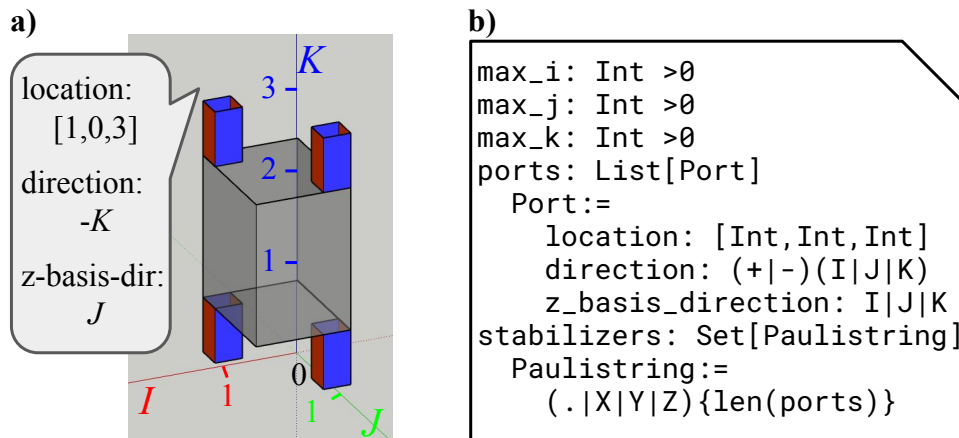 a)
location:
[1,0,3]
direction:
-K
z-basis-dir:
J
K
3
2
1
0
I
1
J
1
b)
max_i: Int >0
max_j: Int >0
max_k: Int >0
ports: List[Port]
Port:=
location: [Int,Int,Int]
direction: (+|-)(I|J|K)
z_basis_direction: I|J|K
stabilizers: Set[Paulistring]
Paulistring:=
(.|X|Y|Z){len(ports)}